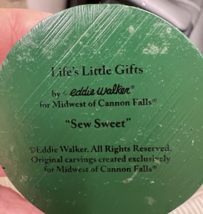 Life's Little Gifts
by eddie walker®
for Midwest of Cannon Falls®
"Sew Sweet"
©Eddie Walker. All Rights Reserved.
Original carvings created exclusively
for Midwest of Cannon Falls®